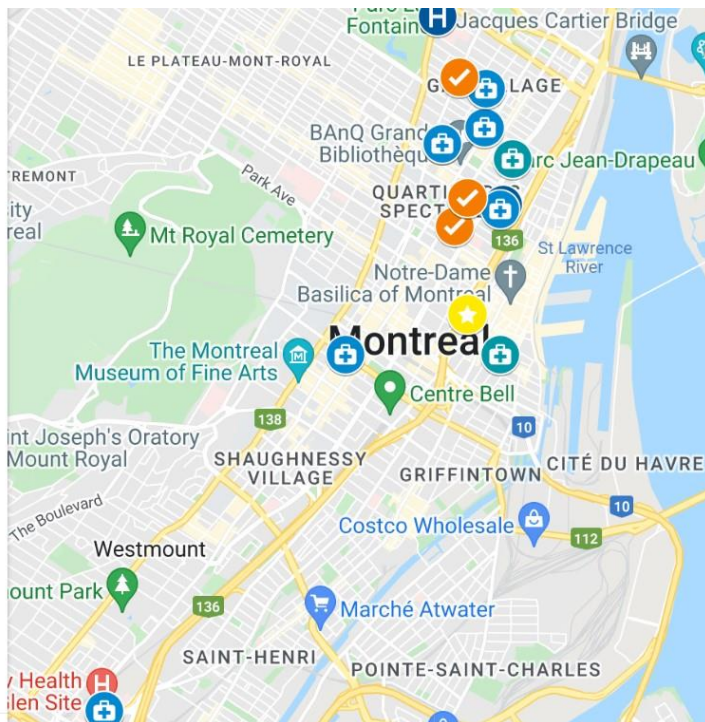 Fontain
Jacques Cartier Bridge
LE PLATEAU-MONT-ROYAL
LAGE
BAnQ Grand
Bibliothèqu
arc Jean-Drapeau
TREMONT
Park Ave
QUARTI
SPECT
city
real
Mt Royal Cemetery
136
St Lawrence
River
Notre-Dame
Basilica of Montreal
Montreal
The Montreal
Museum of Fine Arts
Centre Bell
138
int Joseph's Oratory
Mount Royal
10
SHAUGHNESSY
VILLAGE
GRIFFINTOWN
CITÉ DU HAVRE
The Boulevard
10
Costco Wholesale
112
Westmount
ount Park
136
Marché Atwater
SAINT-HENRI
POINTE-SAINT-CHARLES
y Health
Glen Site
H
H